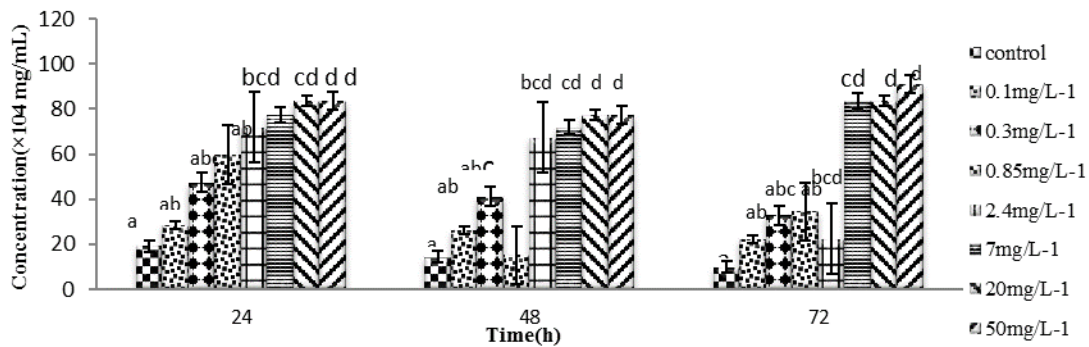 120
100
80
60
40
20
0
Concentration(×104 mg/mL)
a
ab
ab
ab
bcd
cd
d
d
a
ab
abc
bcd
cd
d
d
a
ab
abc
ab
bcd
cd
d
d
24
48
72
Time(h)
control
0.1mg/L-1
0.3mg/L-1
0.85mg/L-1
2.4mg/L-1
7mg/L-1
20mg/L-1
50mg/L-1